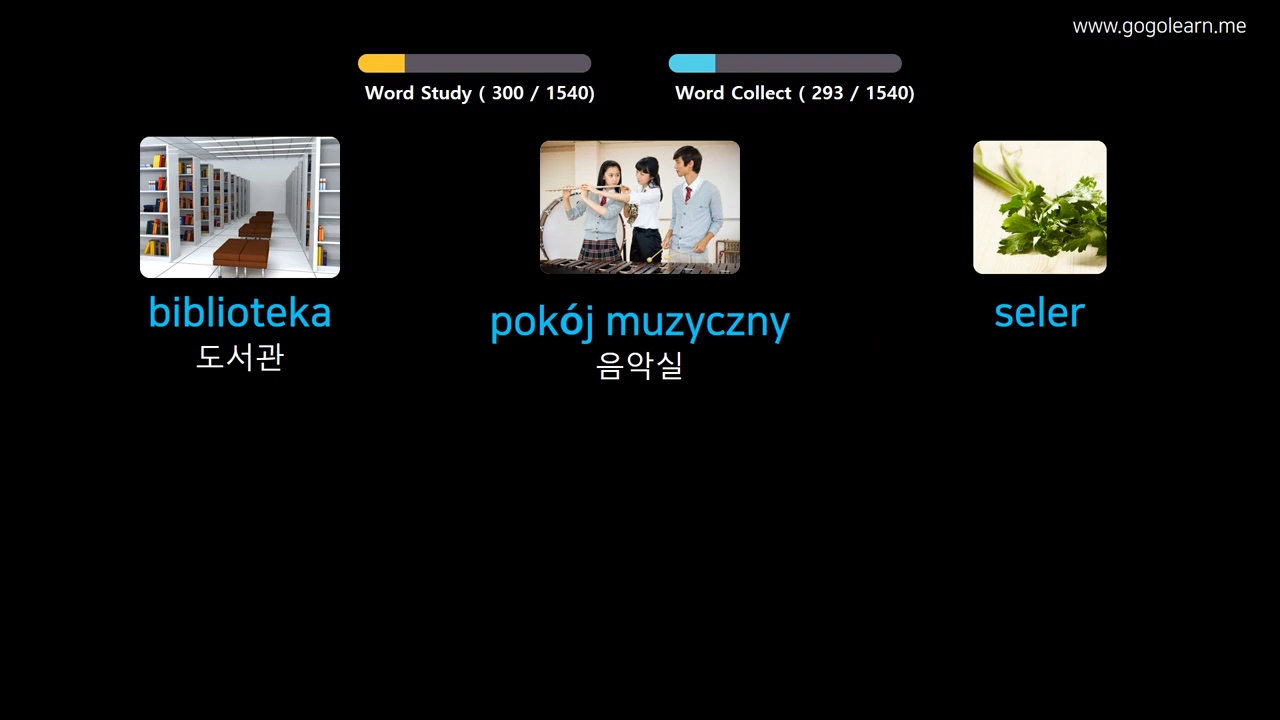 www.gogolearn.me
Word Study ( 300 / 1540)
Word Collect ( 293 / 1540)
biblioteka
도서관
pokój muzyczny
음악실
seler